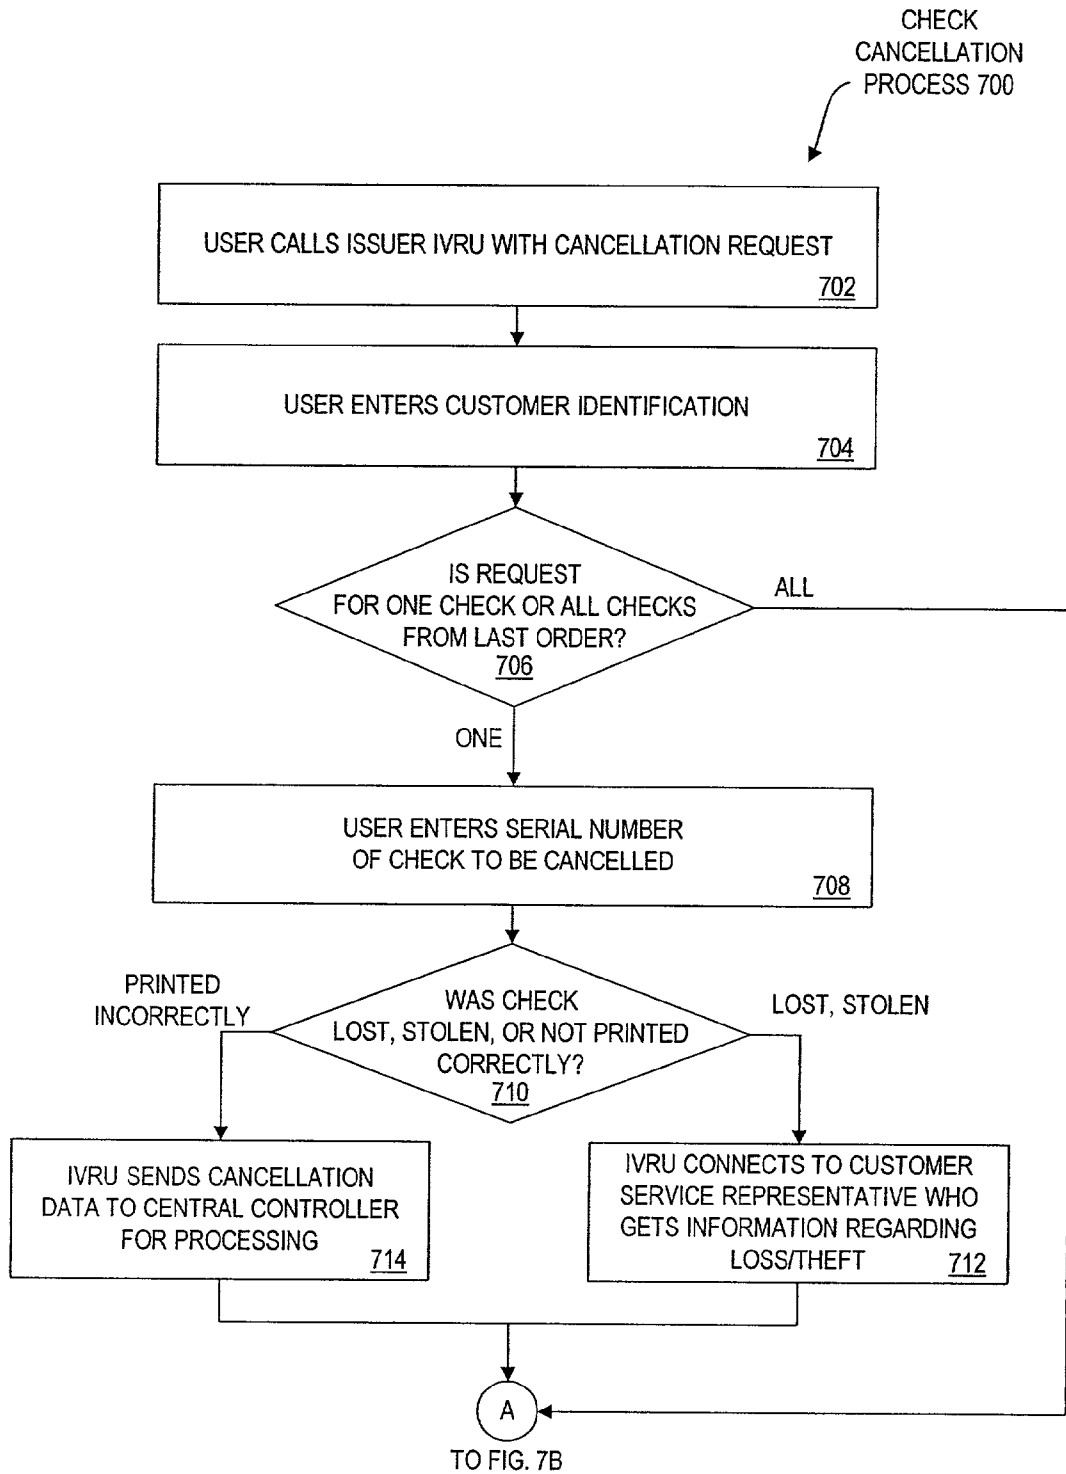 CHECK
CANCELLATION
PROCESS 700
USER CALLS ISSUER IVRU WITH CANCELLATION REQUEST
702
USER ENTERS CUSTOMER IDENTIFICATION
704
IS REQUEST
FOR ONE CHECK OR ALL CHECKS
FROM LAST ORDER?
706
ALL
ONE
USER ENTERS SERIAL NUMBER
OF CHECK TO BE CANCELLED
708
PRINTED
INCORRECTLY
WAS CHECK
LOST, STOLEN, OR NOT PRINTED
CORRECTLY?
710
LOST, STOLEN
IVRU SENDS CANCELLATION
DATA TO CENTRAL CONTROLLER
FOR PROCESSING
714
IVRU CONNECTS TO CUSTOMER
SERVICE REPRESENTATIVE WHO
GETS INFORMATION REGARDING
LOSS/THEFT
712
A
TO FIG. 7B